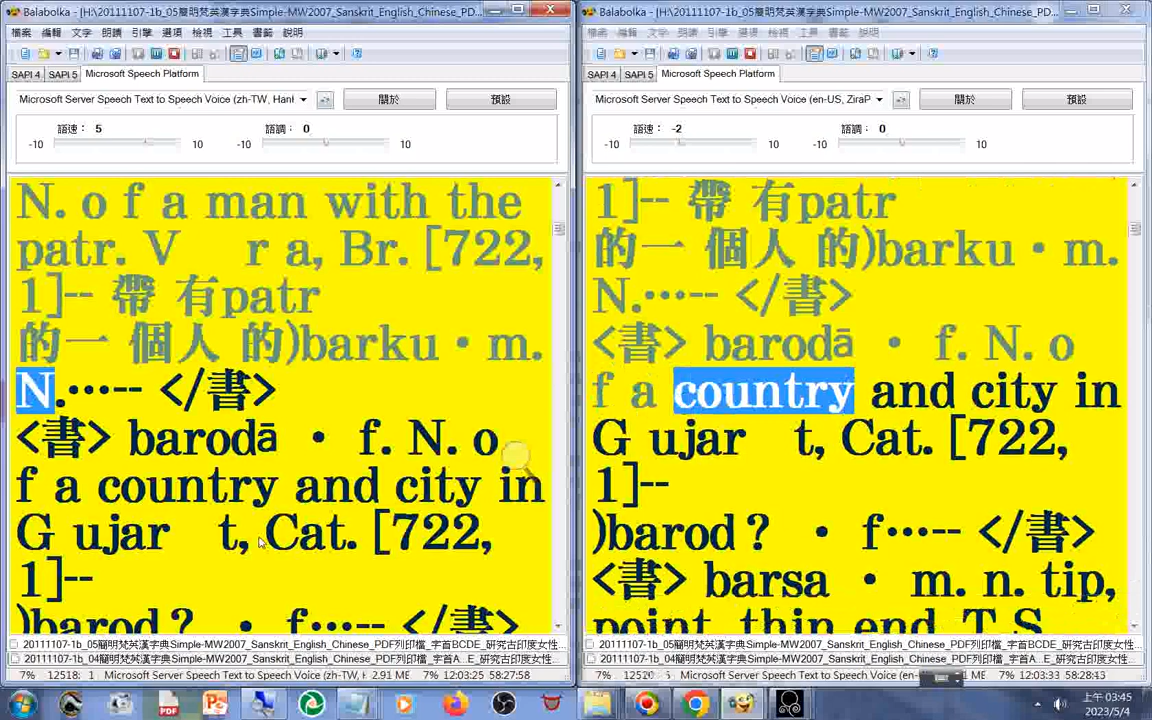 Balabolka - [H:\20111107-1b_05簡明梵英漢字典Simple-MW2007_Sanskrit_English_Chinese_PD...
檔案 編輯 文字 朗讀 引擎 選項 檢視 工具 書籤 說明
SAPI 4 SAPI 5 Microsoft Speech Platform
Microsoft Server Speech Text to Speech Voice (zh-TW, HanH
關於 預設
語速： 5 語調： 0
-10 10 -10 10
N. o f a man with the
patr. V r a, Br. [722,
1]-- 帶 有patr
的一 個人 的)barku • m.
N.···-- </書>
<書> barodā • f. N. o
f a country and city in
G ujar t, Cat. [722,
1]--
)barod ? • f···-- </書>
20111107-1b_05簡明梵英漢字典Simple-MW2007_Sanskrit_English_Chinese_PDF列印檔_字首BCDE_研究古印度女性...
20111107-1b_04簡明梵英漢字典Simple-MW2007_Sanskrit_English_Chinese_PDF列印檔_字首A...E_研究古印度女性...
7% 12518: 1 Microsoft Server Speech Text to Speech Voice (zh-TW, H 2.91 ME 7% 12:03:25 58:27:58
Balabolka - [H:\20111107-1b_05簡明梵英漢字典Simple-MW2007_Sanskrit_English_Chinese_PD...
檔案 編輯 文字 朗讀 引擎 選項 檢視 工具 書籤 說明
SAPI 4 SAPI 5 Microsoft Speech Platform
Microsoft Server Speech Text to Speech Voice (en-US, ZiraP
關於 預設
語速： -2 語調： 0
-10 10 -10 10
1]-- 帶 有patr
的一 個人 的)barku • m.
N.···-- </書>
<書> barodā • f. N. o
f a country and city in
G ujar t, Cat. [722,
1]--
)barod ? • f···-- </書>
<書> barsa • m. n. tip,
point, thin end, T.S.
20111107-1b_05簡明梵英漢字典Simple-MW2007_Sanskrit_English_Chinese_PDF列印檔_字首BCDE_研究古印度女性...
20111107-1b_04簡明梵英漢字典Simple-MW2007_Sanskrit_English_Chinese_PDF列印檔_字首A...E_研究古印度女性...
7% Microsoft Server Speech Text to Speech Voice (en-US, 7% 12:03:33 58:28:43
PDF
上午 03:45
2023/5/4